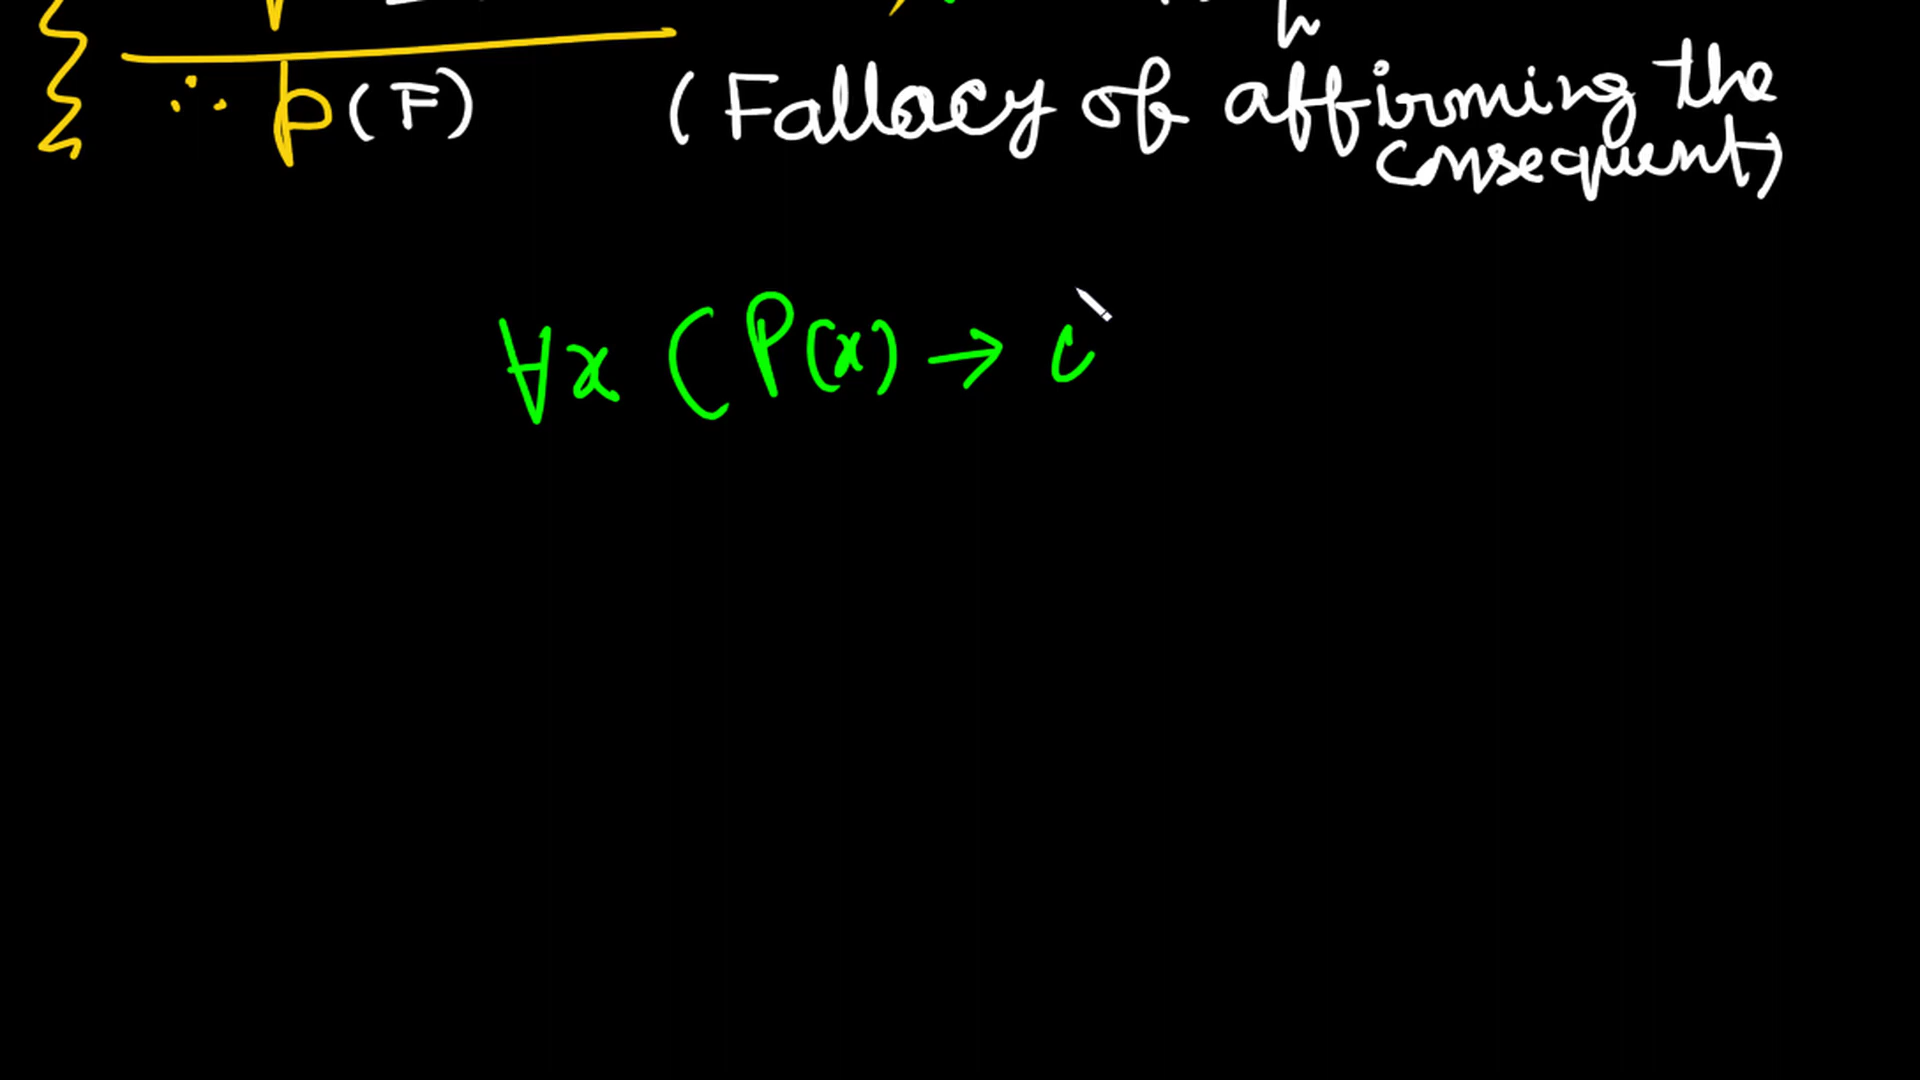 ∴ p (F) (Fallacy of affirming the
consequent)
∀x (P(x) →